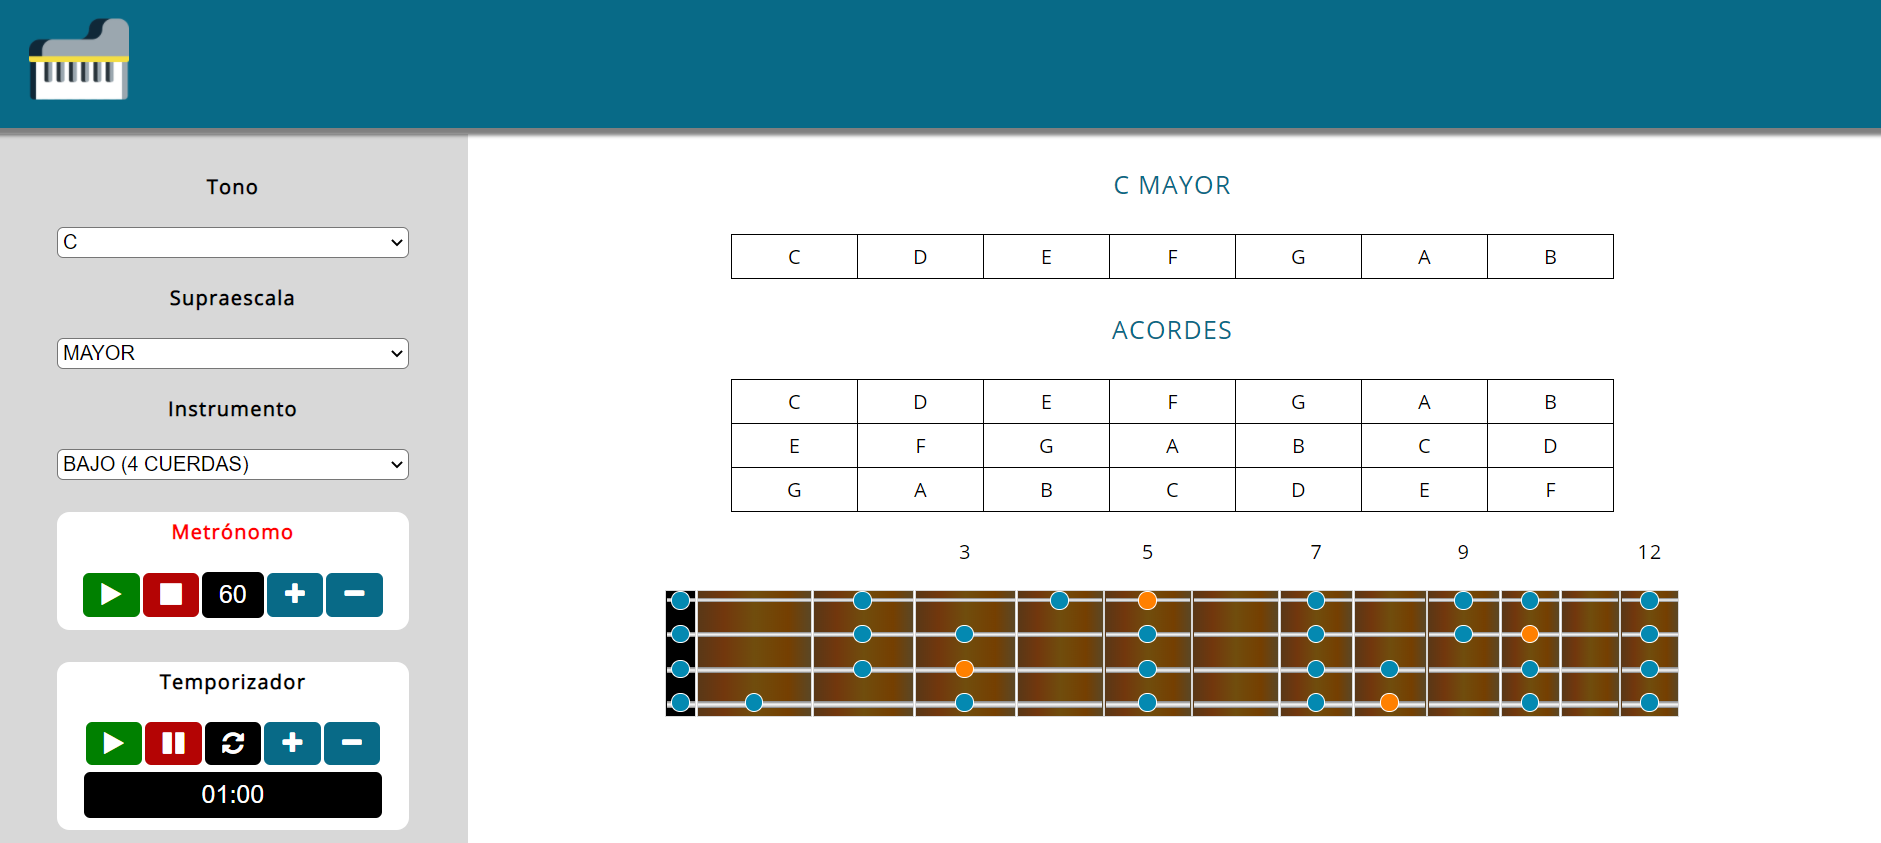 Tono
C
Supraescala
MAYOR
Instrumento
BAJO (4 CUERDAS)
Metrónomo
60
Temporizador
01:00
C MAYOR
C D E F G A B
ACORDES
C D E F G A B
E F G A B C D
G A B C D E F
3 5 7 9 12